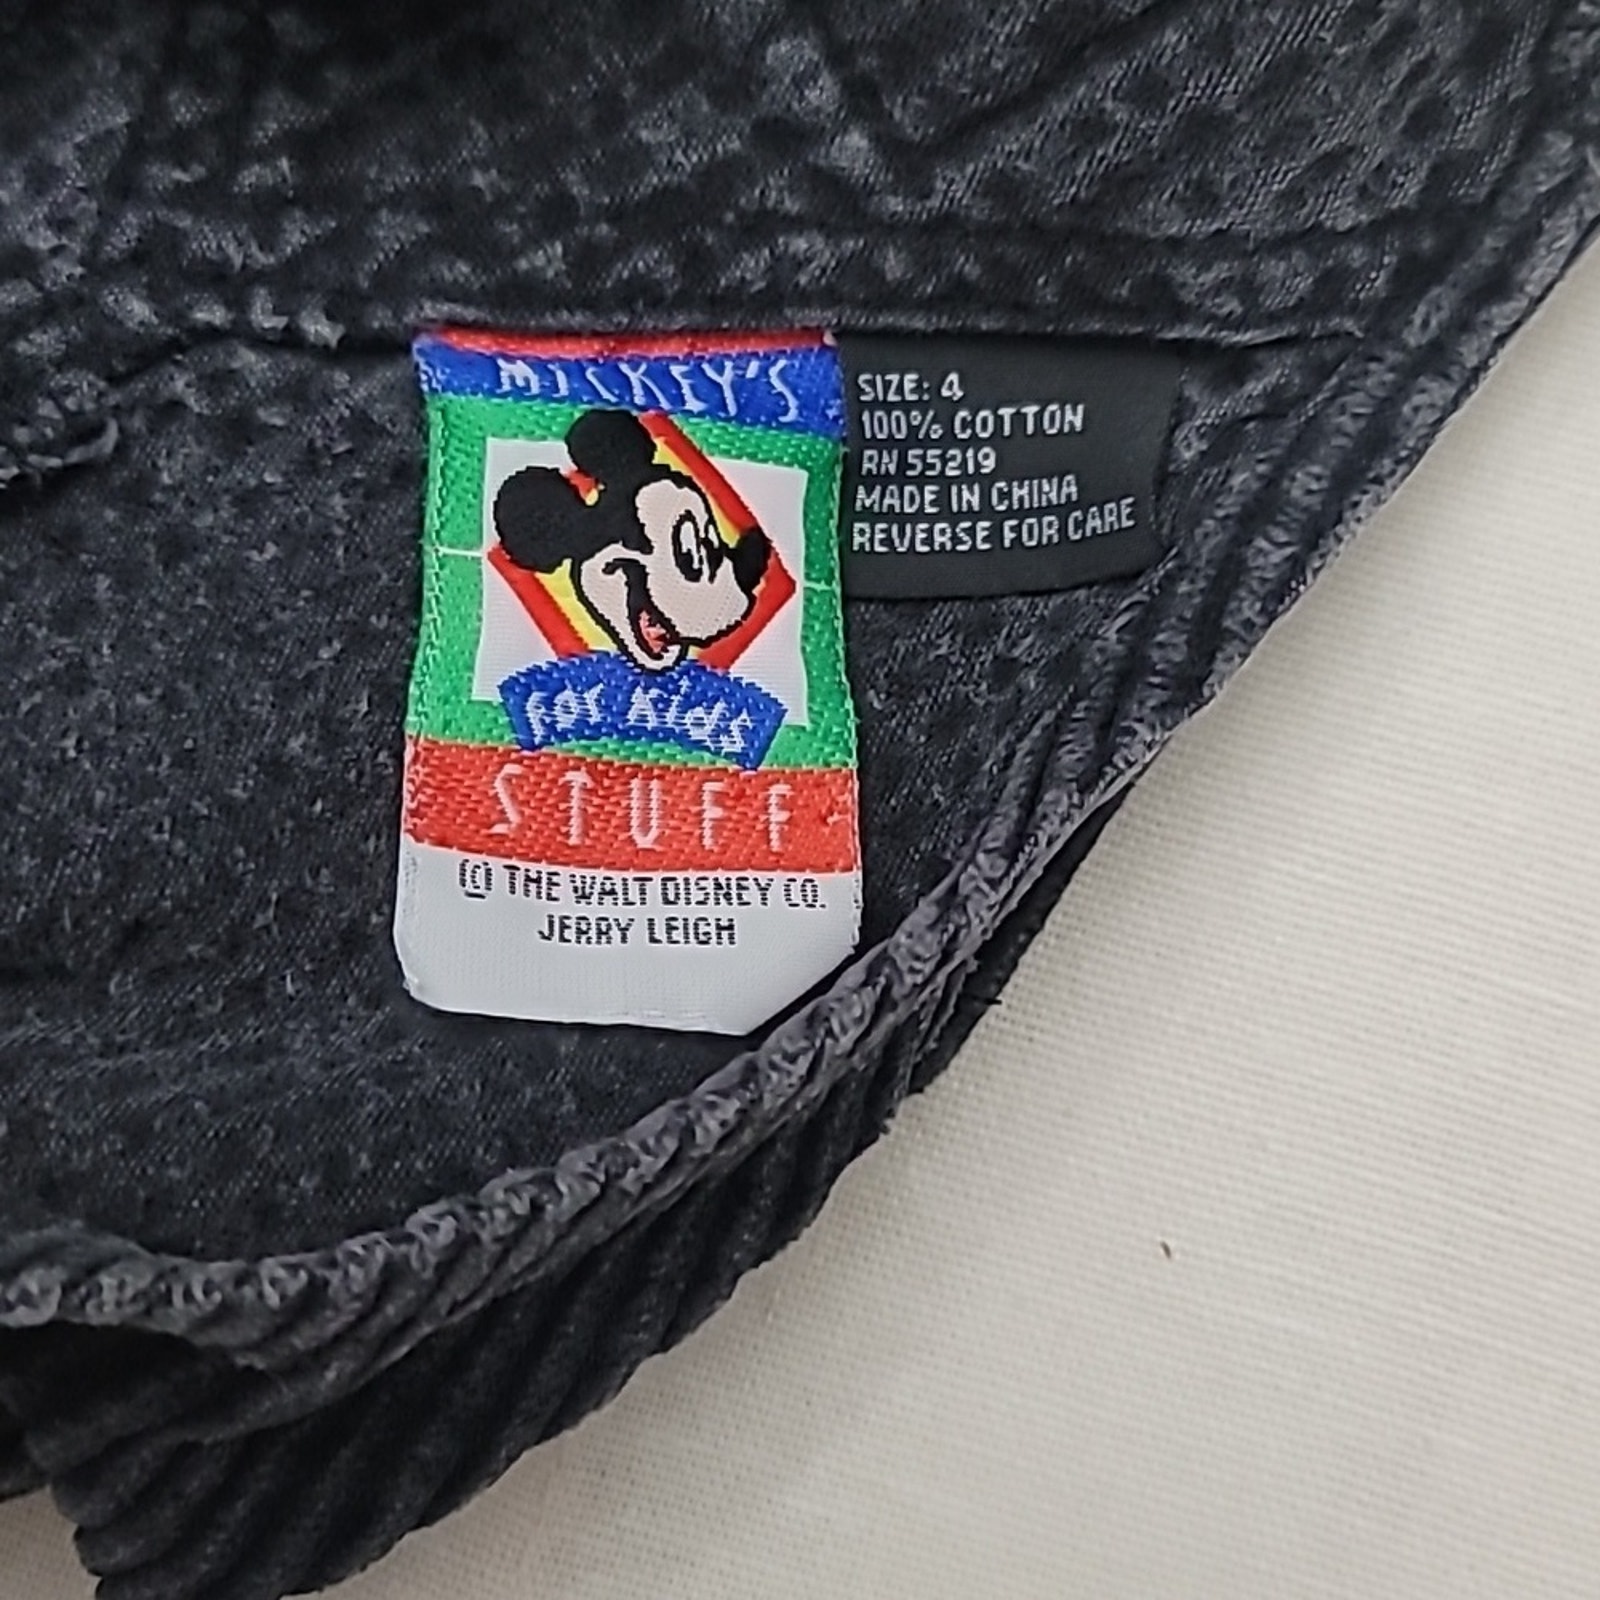 MICKEY'S
for Kids
STUFF
(C) THE WALT DISNEY CO.
JERRY LEIGH
SIZE: 4
100% COTTON
RN 55219
MADE IN CHINA
REVERSE FOR CARE